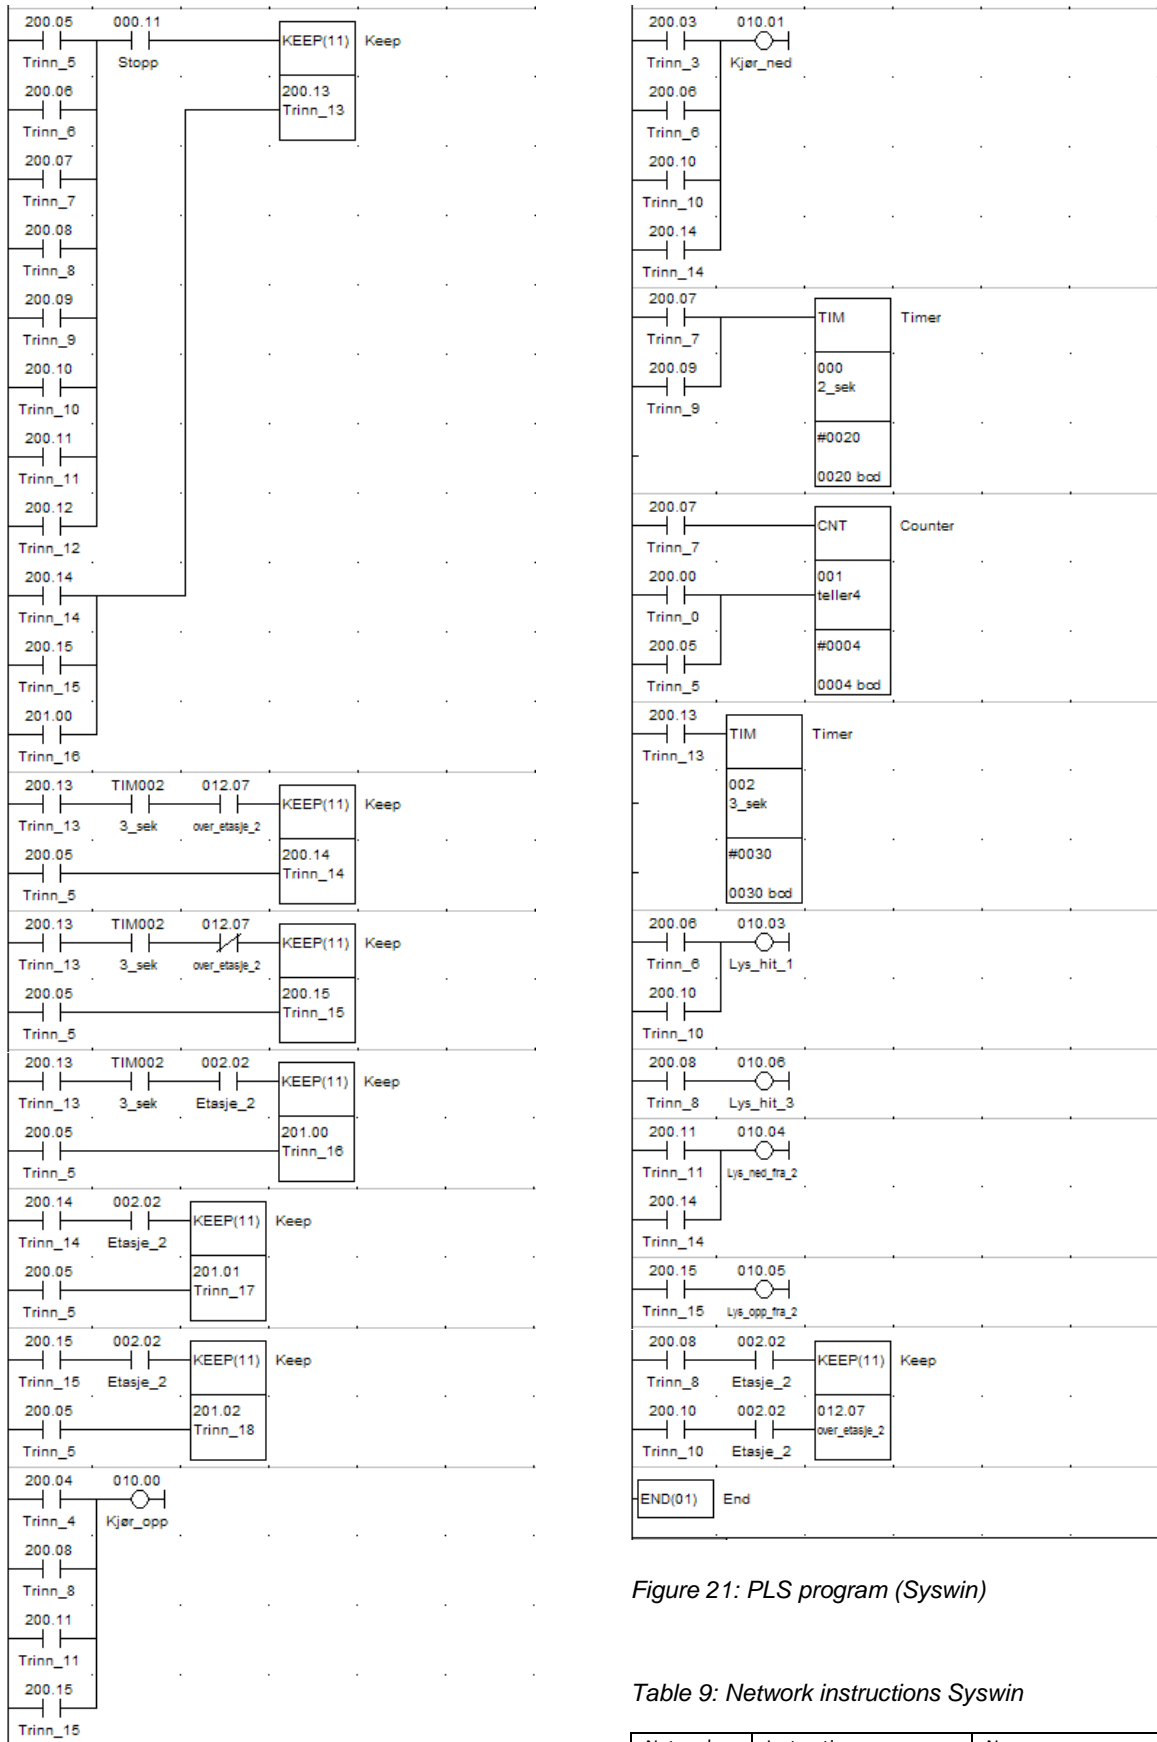 200.05 000.11
KEEP(11) Keep
Trinn_5 Stopp
200.06 200.13
Trinn_13
Trinn_6
200.07
Trinn_7
200.08
Trinn_8
200.09
Trinn_9
200.10
Trinn_10
200.11
Trinn_11
200.12
Trinn_12
200.14
Trinn_14
200.15
Trinn_15
201.00
Trinn_16
200.13 TIM002 012.07
KEEP(11) Keep
Trinn_13 3_sek over_etasje_2
200.05 200.14
Trinn_14
Trinn_5
200.13 TIM002 012.07
KEEP(11) Keep
Trinn_13 3_sek over_etasje_2
200.05 200.15
Trinn_15
Trinn_5
200.13 TIM002 002.02
KEEP(11) Keep
Trinn_13 3_sek Etasje_2
200.05 201.00
Trinn_16
Trinn_5
200.14 002.02
KEEP(11) Keep
Trinn_14 Etasje_2
200.05 201.01
Trinn_17
Trinn_5
200.15 002.02
KEEP(11) Keep
Trinn_15 Etasje_2
200.05 201.02
Trinn_18
Trinn_5
200.04 010.00
Trinn_4 Kjør_opp
200.08
Trinn_8
200.11
Trinn_11
200.15
Trinn_15
200.03 010.01
Trinn_3 Kjør_ned
200.06
Trinn_6
200.10
Trinn_10
200.14
Trinn_14
200.07
TIM Timer
Trinn_7
200.09 000
2_sek
Trinn_9
#0020
0020 bcd
200.07
CNT Counter
Trinn_7
200.00 001
teller4
Trinn_0
200.05 #0004
Trinn_5 0004 bcd
200.13
TIM Timer
Trinn_13
002
3_sek
#0030
0030 bcd
200.06 010.03
Trinn_6 Lys_hit_1
200.10
Trinn_10
200.08 010.06
Trinn_8 Lys_hit_3
200.11 010.04
Trinn_11 Lys_ned_fra_2
200.14
Trinn_14
200.15 010.05
Trinn_15 Lys_opp_fra_2
200.08 002.02
KEEP(11) Keep
Trinn_8 Etasje_2
200.10 002.02 012.07
over_etasje_2
Trinn_10 Etasje_2
END(01) End
Figure 21: PLS program (Syswin)
Table 9: Network instructions Syswin